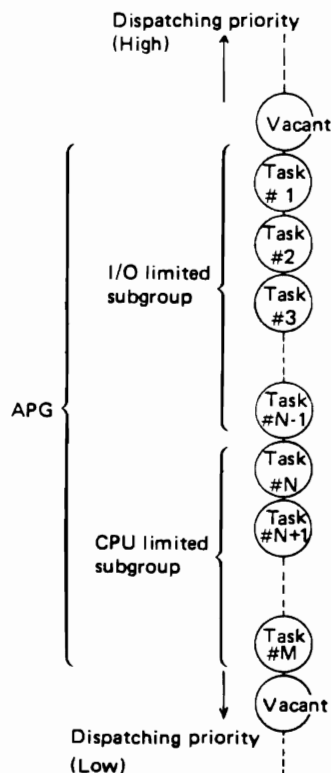 Dispatching priority
(High)
Vacant
Task
# 1
Task
#2
I/O limited
subgroup
Task
#3
APG
Task
#N-1
Task
#N
CPU limited
subgroup
Task
#N+1
Task
#M
Vacant
Dispatching priority
(Low)